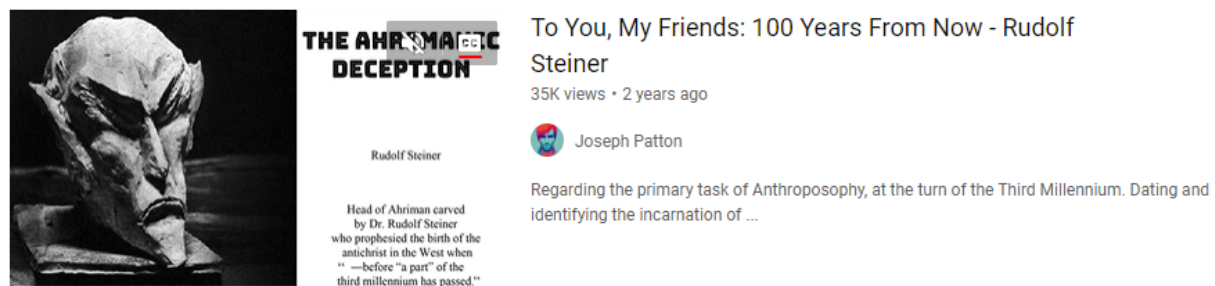 THE AHRIMANIC
DECEPTION
CC
Rudolf Steiner
Head of Ahriman carved
by Dr. Rudolf Steiner
who prophesied the birth of the
antichrist in the West when
“ —before “a part” of the
third millennium has passed.“
To You, My Friends: 100 Years From Now - Rudolf
Steiner
35K views • 2 years ago
Joseph Patton
Regarding the primary task of Anthroposophy, at the turn of the Third Millennium. Dating and
identifying the incarnation of ...